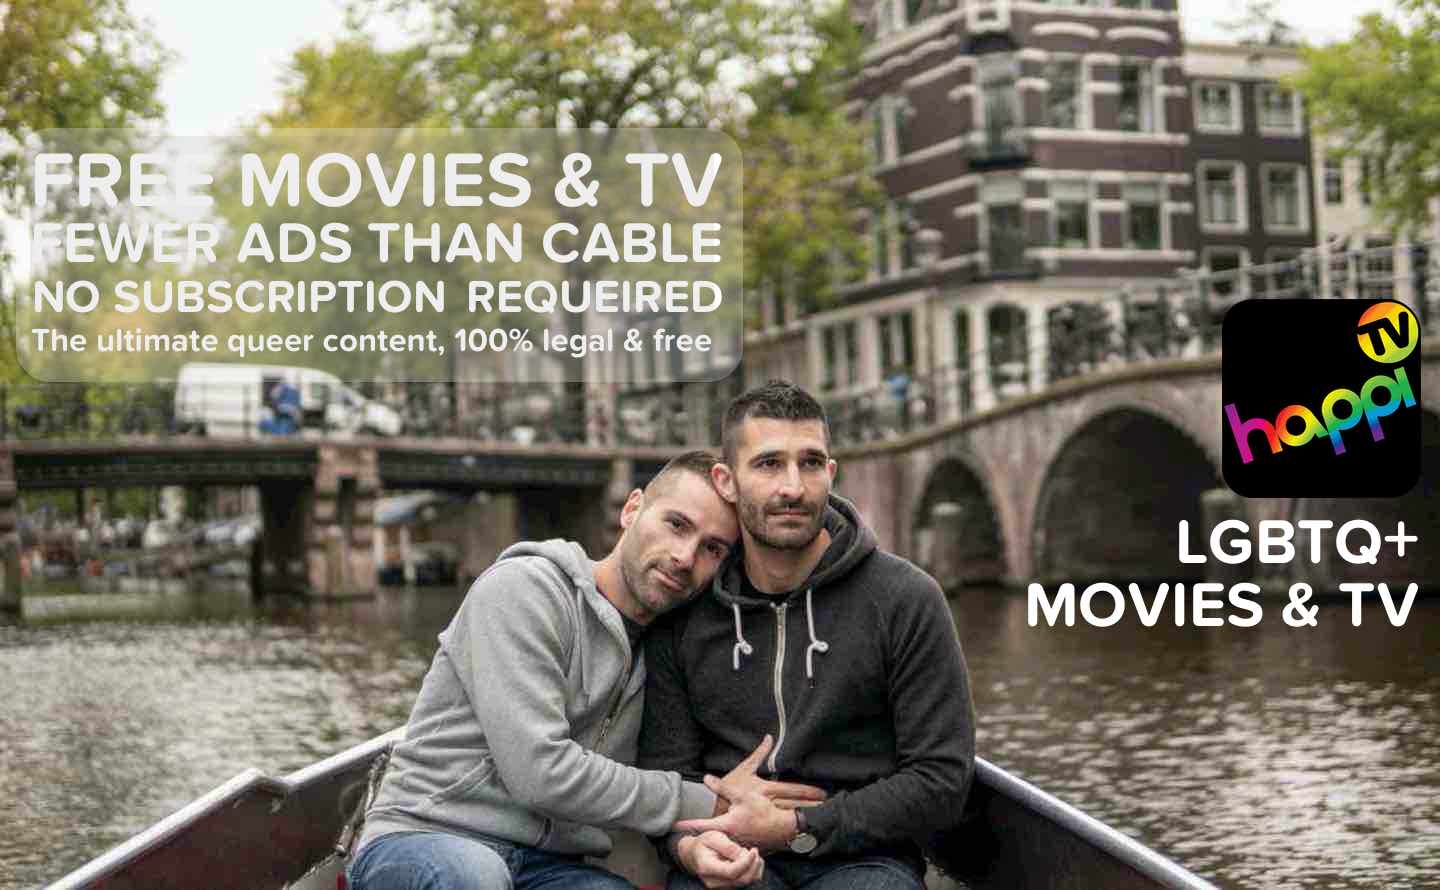 FREE MOVIES & TV
FEWER ADS THAN CABLE
NO SUBSCRIPTION REQUEIRED
The ultimate queer content, 100% legal & free
TV
happi
LGBTQ+
MOVIES & TV